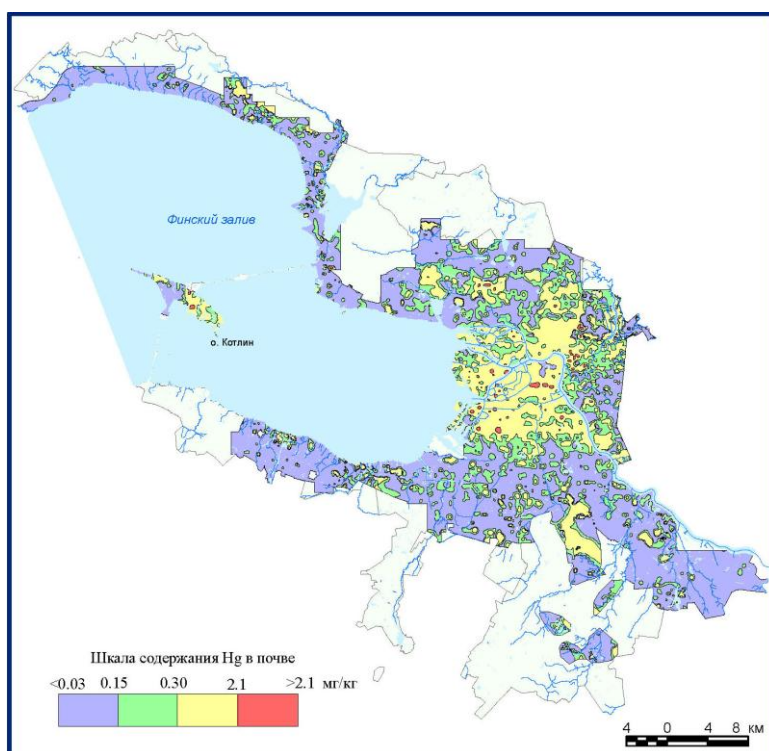 Финский залив
о. Котлин
Шкала содержания Hg в почве
<0.03 0.15 0.30 2.1 >2.1 мг/кг
4 0 4 8 км